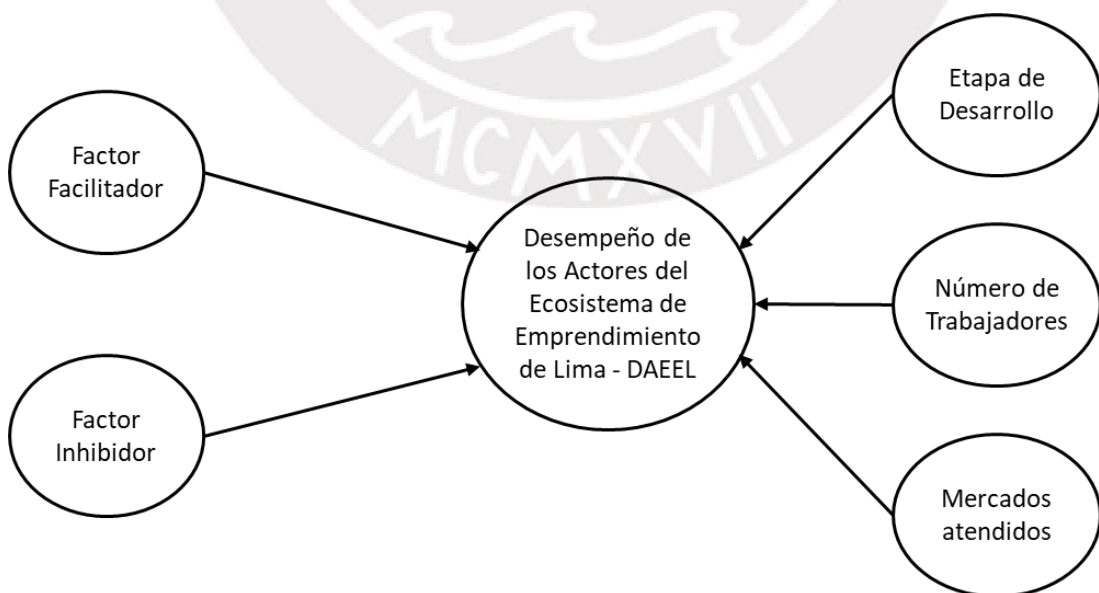 MCMXVII
Factor
Facilitador
Factor
Inhibidor
Desempeño de
los Actores del
Ecosistema de
Emprendimiento
de Lima - DAEEL
Etapa de
Desarrollo
Número de
Trabajadores
Mercados
atendidos